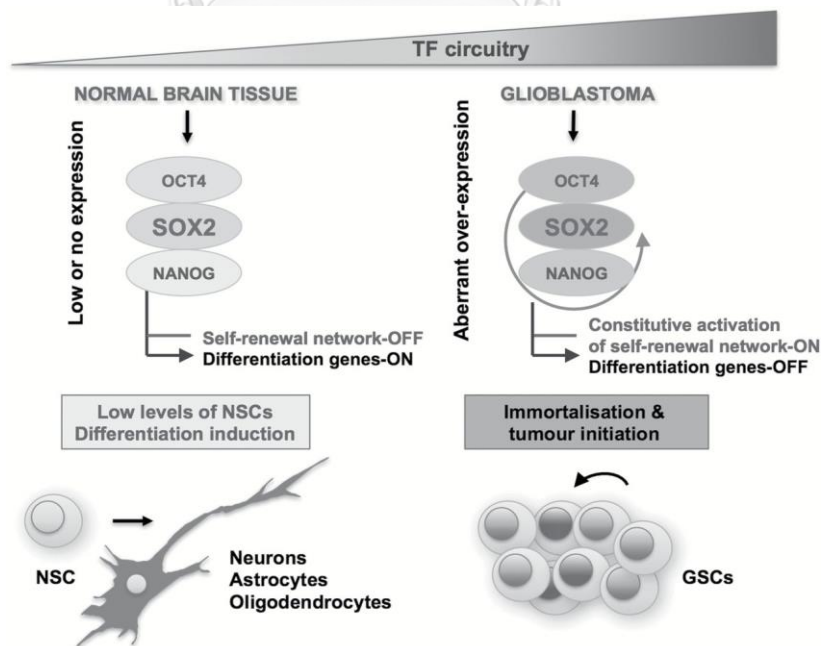 TF circuitry
NORMAL BRAIN TISSUE
Low or no expression
OCT4
SOX2
NANOG
Self-renewal network-OFF
Differentiation genes-ON
Low levels of NSCs
Differentiation induction
NSC
Neurons
Astrocytes
Oligodendrocytes
GLIOBLASTOMA
Aberrant over-expression
OCT4
SOX2
NANOG
Constitutive activation
of self-renewal network-ON
Differentiation genes-OFF
Immortalisation &
tumour initiation
GSCs